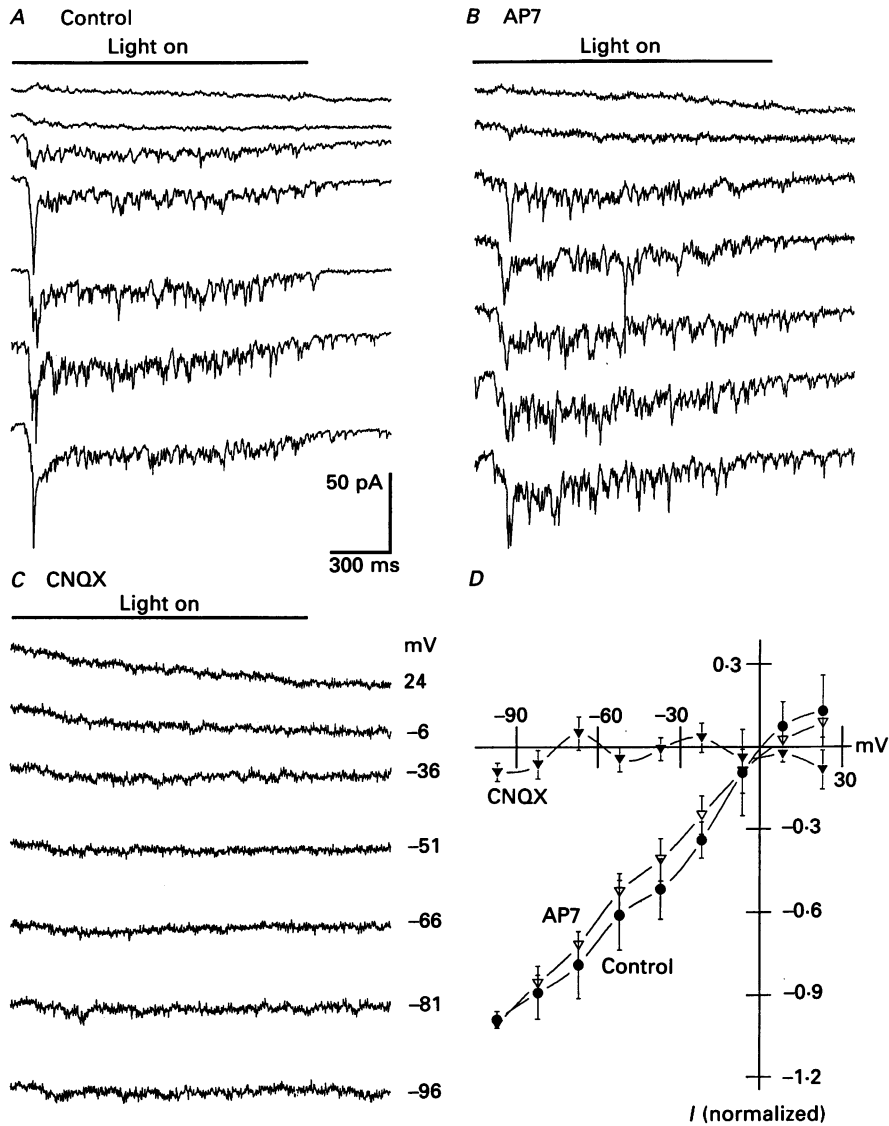 A Control
Light on
B AP7
Light on
50 pA
300 ms
C CNQX
Light on
mV
24
−6
−36
−51
−66
−81
−96
D
0·3
−90 −60 −30
mV
30
CNQX
−0·3
−0·6
AP7
Control
−0·9
−1·2
I (normalized)